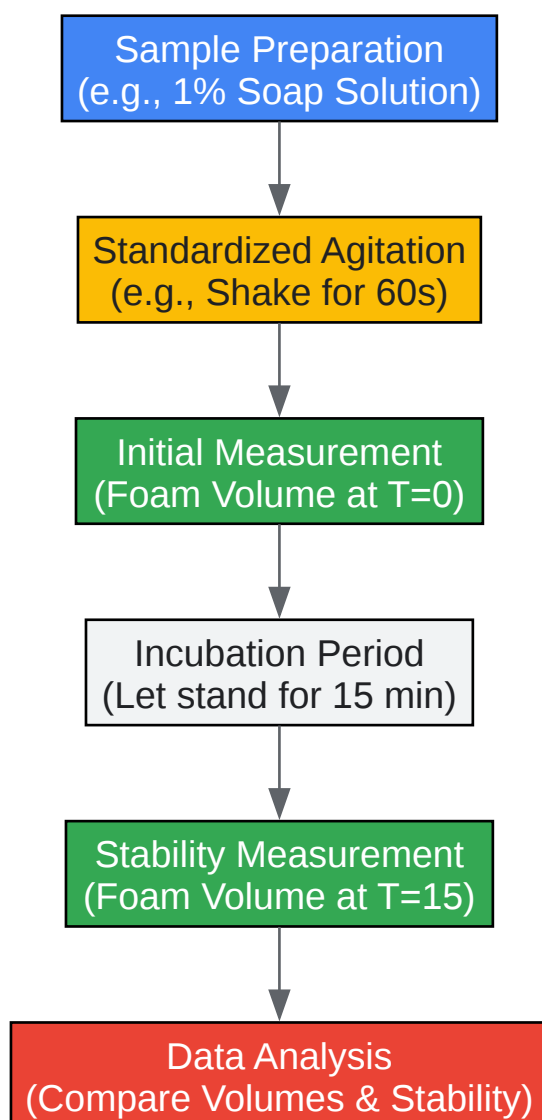 Sample Preparation
(e.g., 1% Soap Solution)
Standardized Agitation
(e.g., Shake for 60s)
Initial Measurement
(Foam Volume at T=0)
Incubation Period
(Let stand for 15 min)
Stability Measurement
(Foam Volume at T=15)
Data Analysis
(Compare Volumes & Stability)